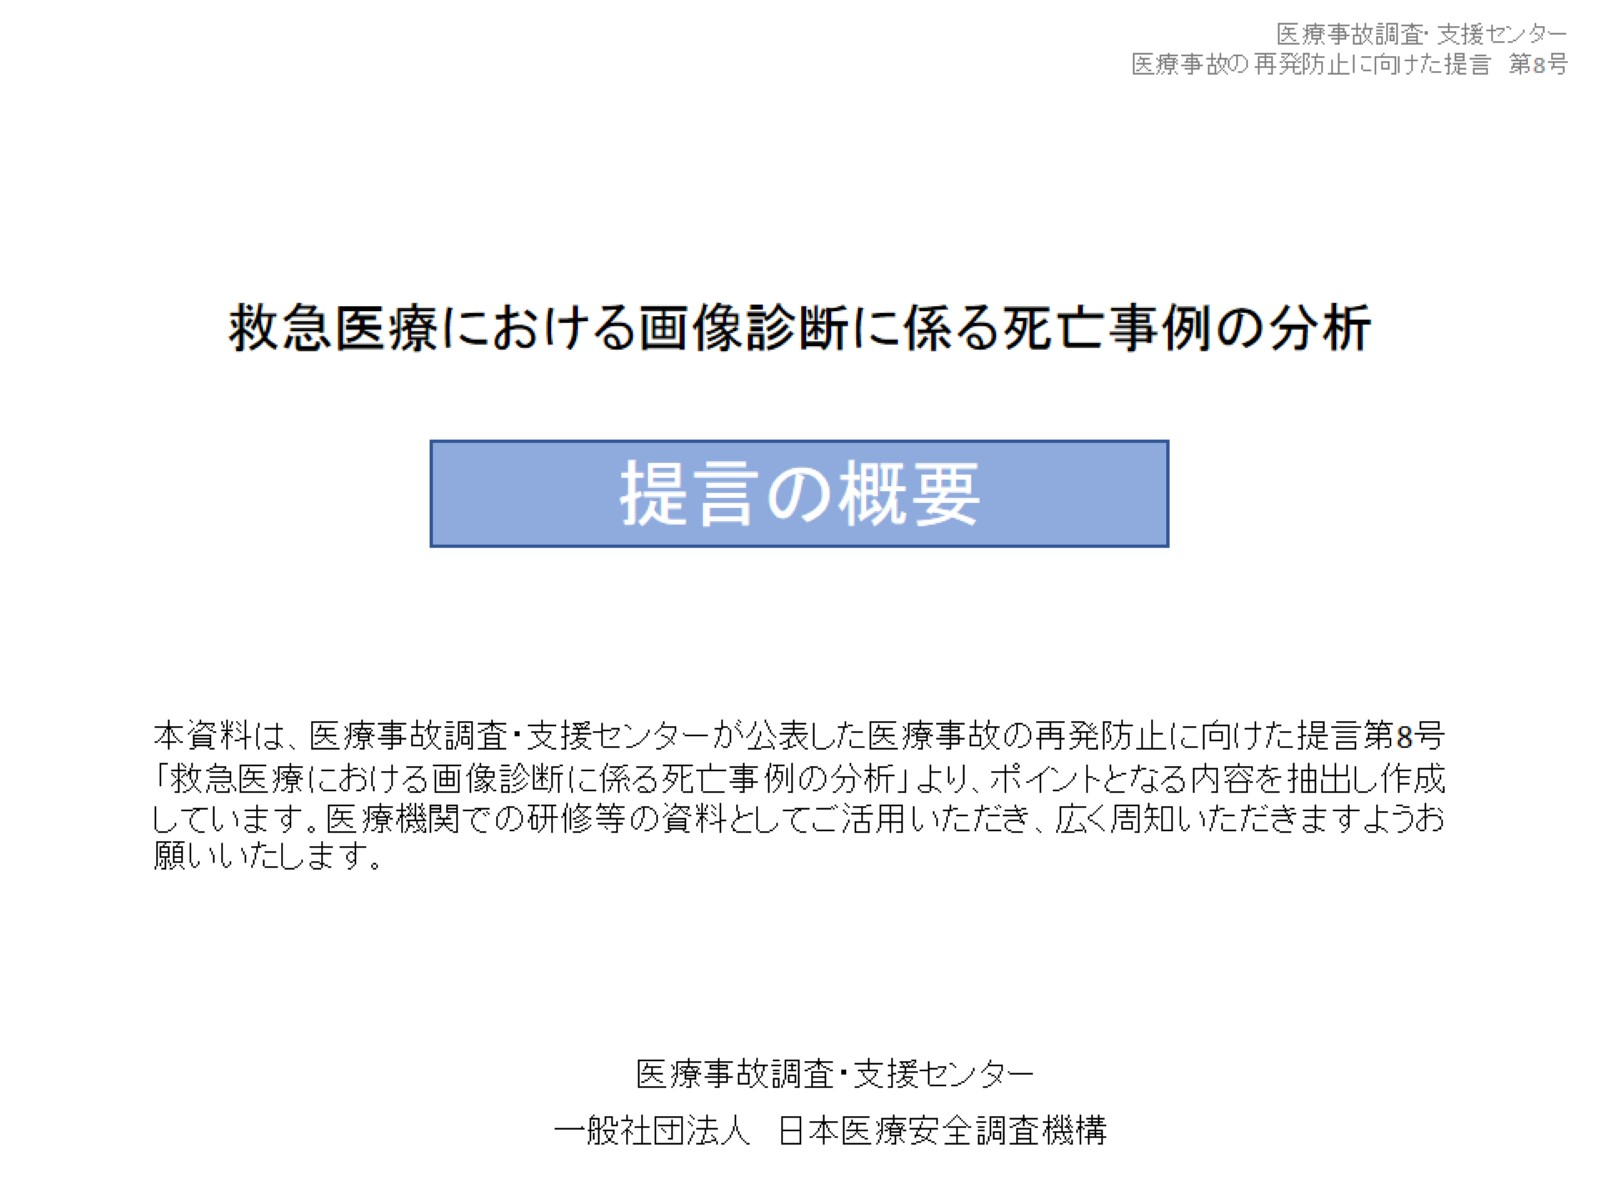 医療事故調査・支援センター
医療事故の再発防止に向けた提言　第8号
救急医療における画像診断に係る死亡事例の分析
提言の概要
本資料は、医療事故調査・支援センターが公表した医療事故の再発防止に向けた提言第8号
「救急医療における画像診断に係る死亡事例の分析」より、ポイントとなる内容を抽出し作成
しています。医療機関での研修等の資料としてご活用いただき、広く周知いただきますようお
願いいたします。
医療事故調査・支援センター
一般社団法人　日本医療安全調査機構